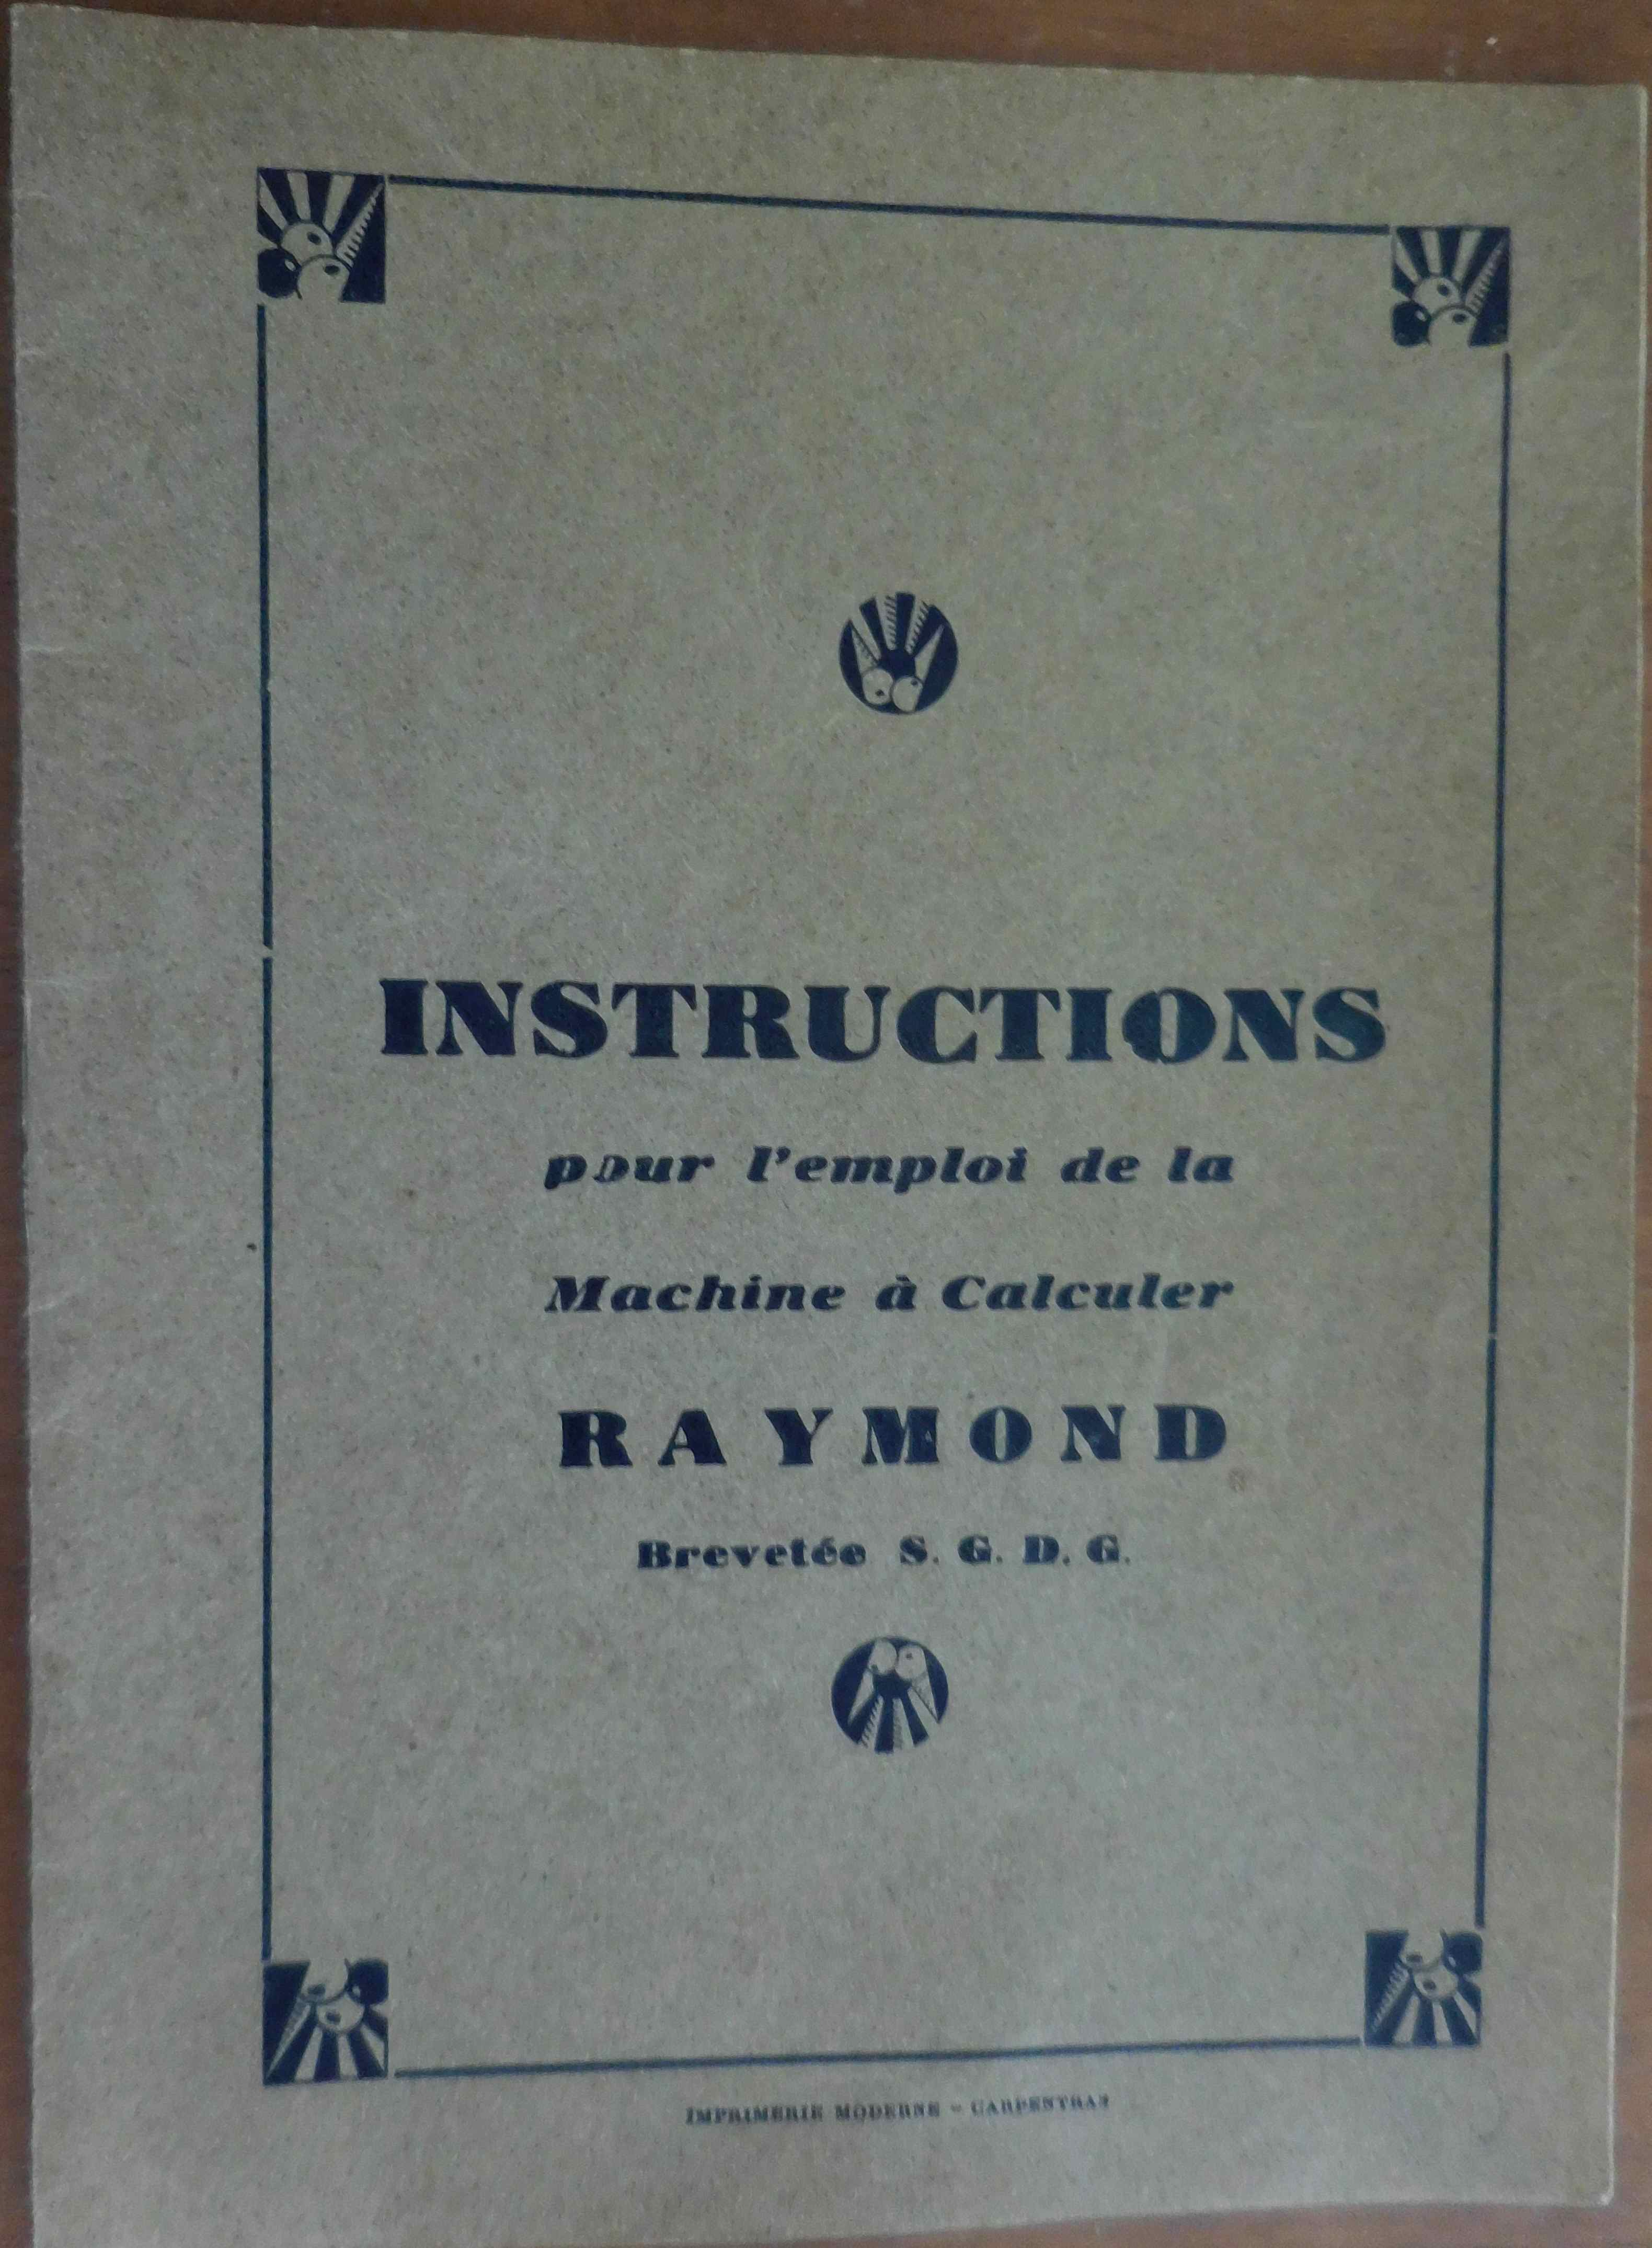 INSTRUCTIONS
pour l'emploi de la
Machine à Calculer
RAYMOND
Brevetée S. G. D. G.
IMPRIMERIE MODERNE - CARPENTRAS